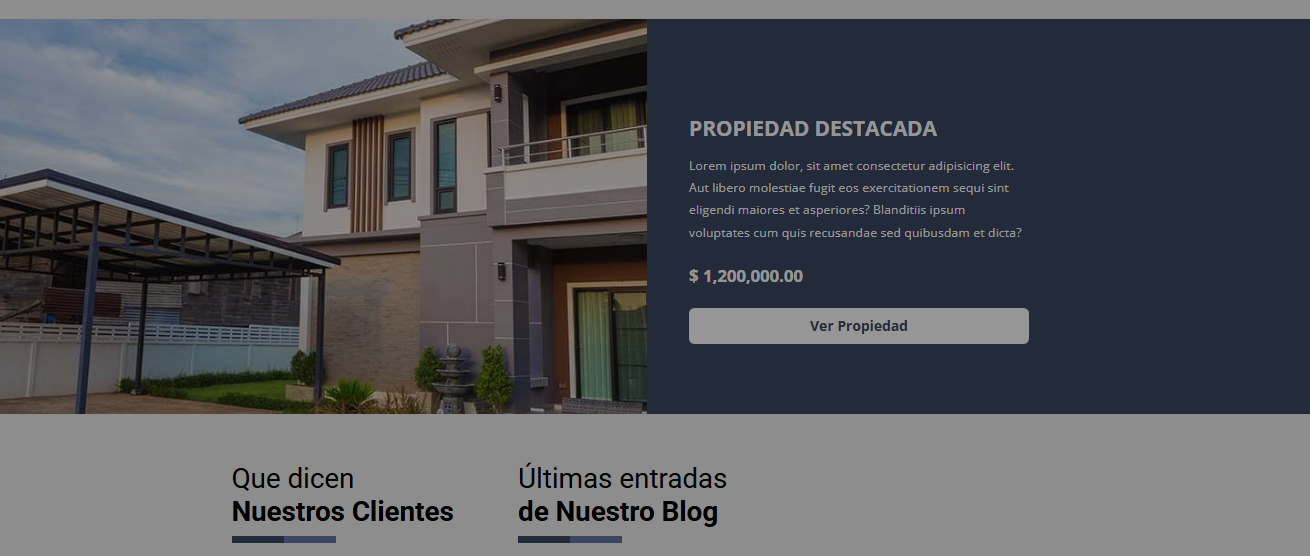 PROPIEDAD DESTACADA
Lorem ipsum dolor, sit amet consectetur adipisicing elit.
Aut libero molestiae fugit eos exercitationem sequi sint
eligendi maiores et asperiores? Blanditiis ipsum
voluptates cum quis recusandae sed quibusdam et dicta?
$ 1,200,000.00
Ver Propiedad
Que dicen
Nuestros Clientes
Últimas entradas
de Nuestro Blog